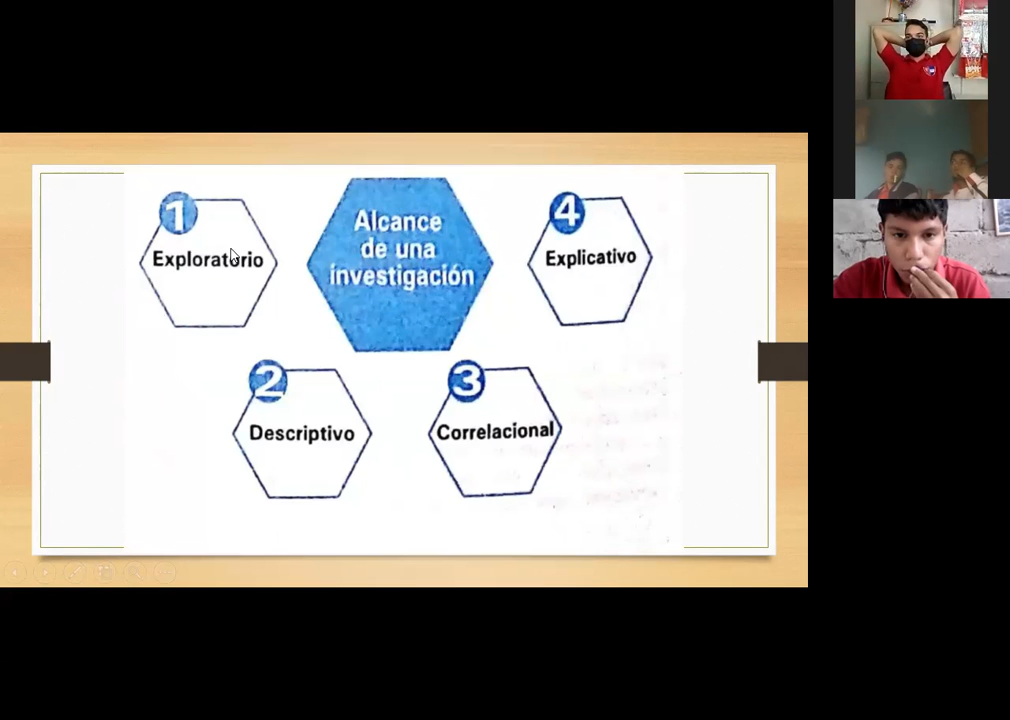 Alcance
de una
investigación
1
Exploratorio
2
Descriptivo
3
Correlacional
4
Explicativo